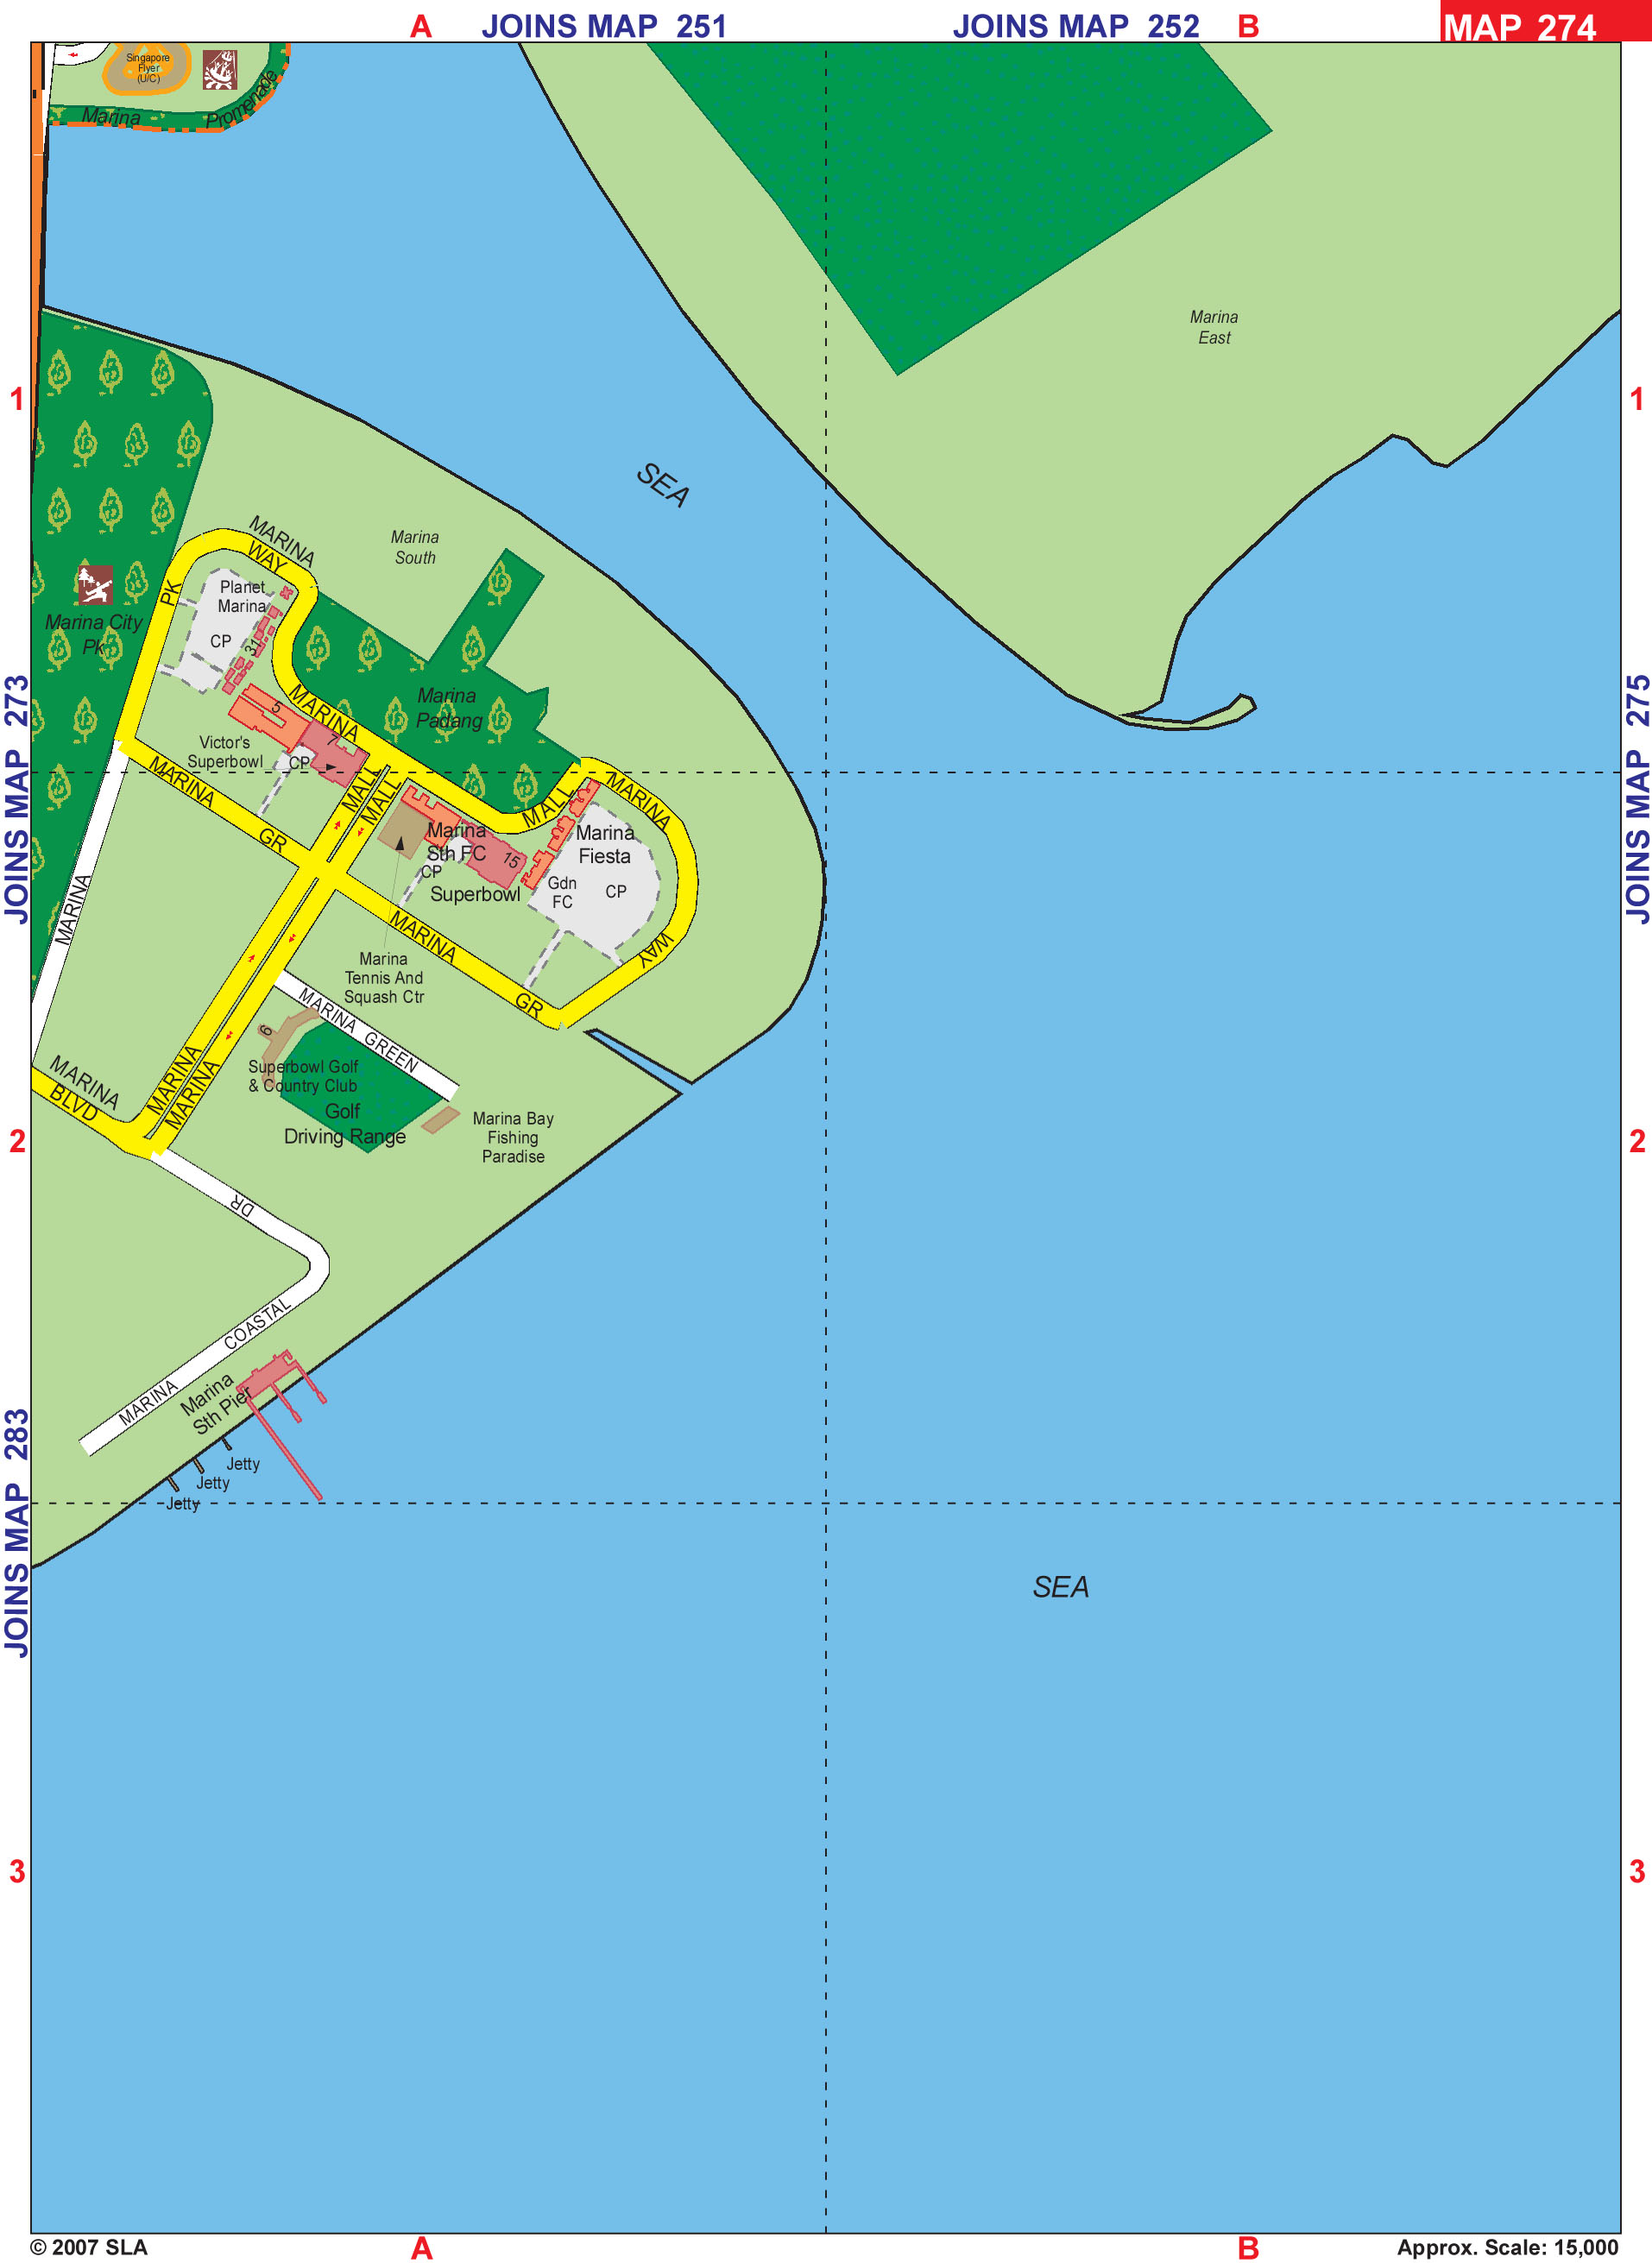 A
JOINS MAP 251
JOINS MAP 252
B
MAP 274
Singapore
Flyer
(U/C)
Marina
Promenade
Marina
East
1
1
SEA
MARINA
WAY
Marina
South
PK
Planet
Marina
CP
31
Marina City
Pk
Marina
Padang
MARINA
5
7
Victor's
Superbowl
CP
JOINS MAP 273
JOINS MAP 275
MARINA
GR
MALL
MALL
MALL
MARINA
Marina
Sth FC
CP
15
Superbowl
Marina
Fiesta
Gdn
FC
CP
MARINA
MARINA
GR
WAY
Marina
Tennis And
Squash Ctr
MARINA GREEN
9
Superbowl Golf
& Country Club
Golf
Driving Range
Marina Bay
Fishing
Paradise
MARINA
BLVD
MARINA
MARINA
2
2
DR
COASTAL
MARINA
Marina
Sth Pier
Jetty
Jetty
Jetty
JOINS MAP 283
SEA
3
3
© 2007 SLA
A
B
Approx. Scale: 15,000